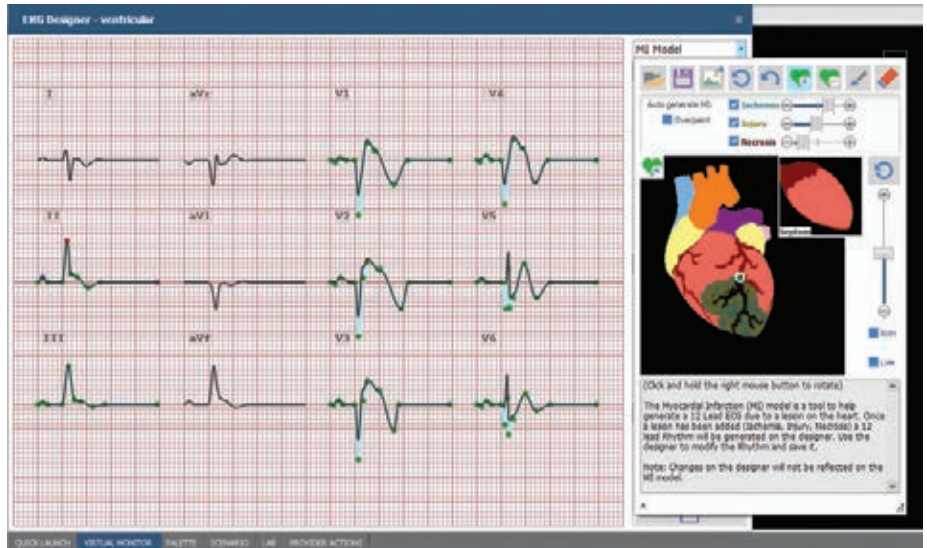 EKG Designer - ventricular
MI Model
I
aVr
V1
V4
Auto generate MI
Overpaint
Ischemia
Injury
Necrosis
Septum
II
aVl
V2
V5
III
aVf
V3
V6
(Click and hold the right mouse button to rotate)
The Myocardial Infarction (MI) model is a tool to help
generate a 12 Lead ECG due to a lesion on the heart. Once
a lesion has been added (Ischemia, Injury, Necrosis) a 12
lead Rhythm will be generated on the designer. Use the
designer to modify the Rhythm and save it.
Note: Changes on the designer will not be reflected on the
MI model.
QUICK LAUNCH VIRTUAL MONITOR PALETTE SCENARIO LAB PROVIDER ACTIONS